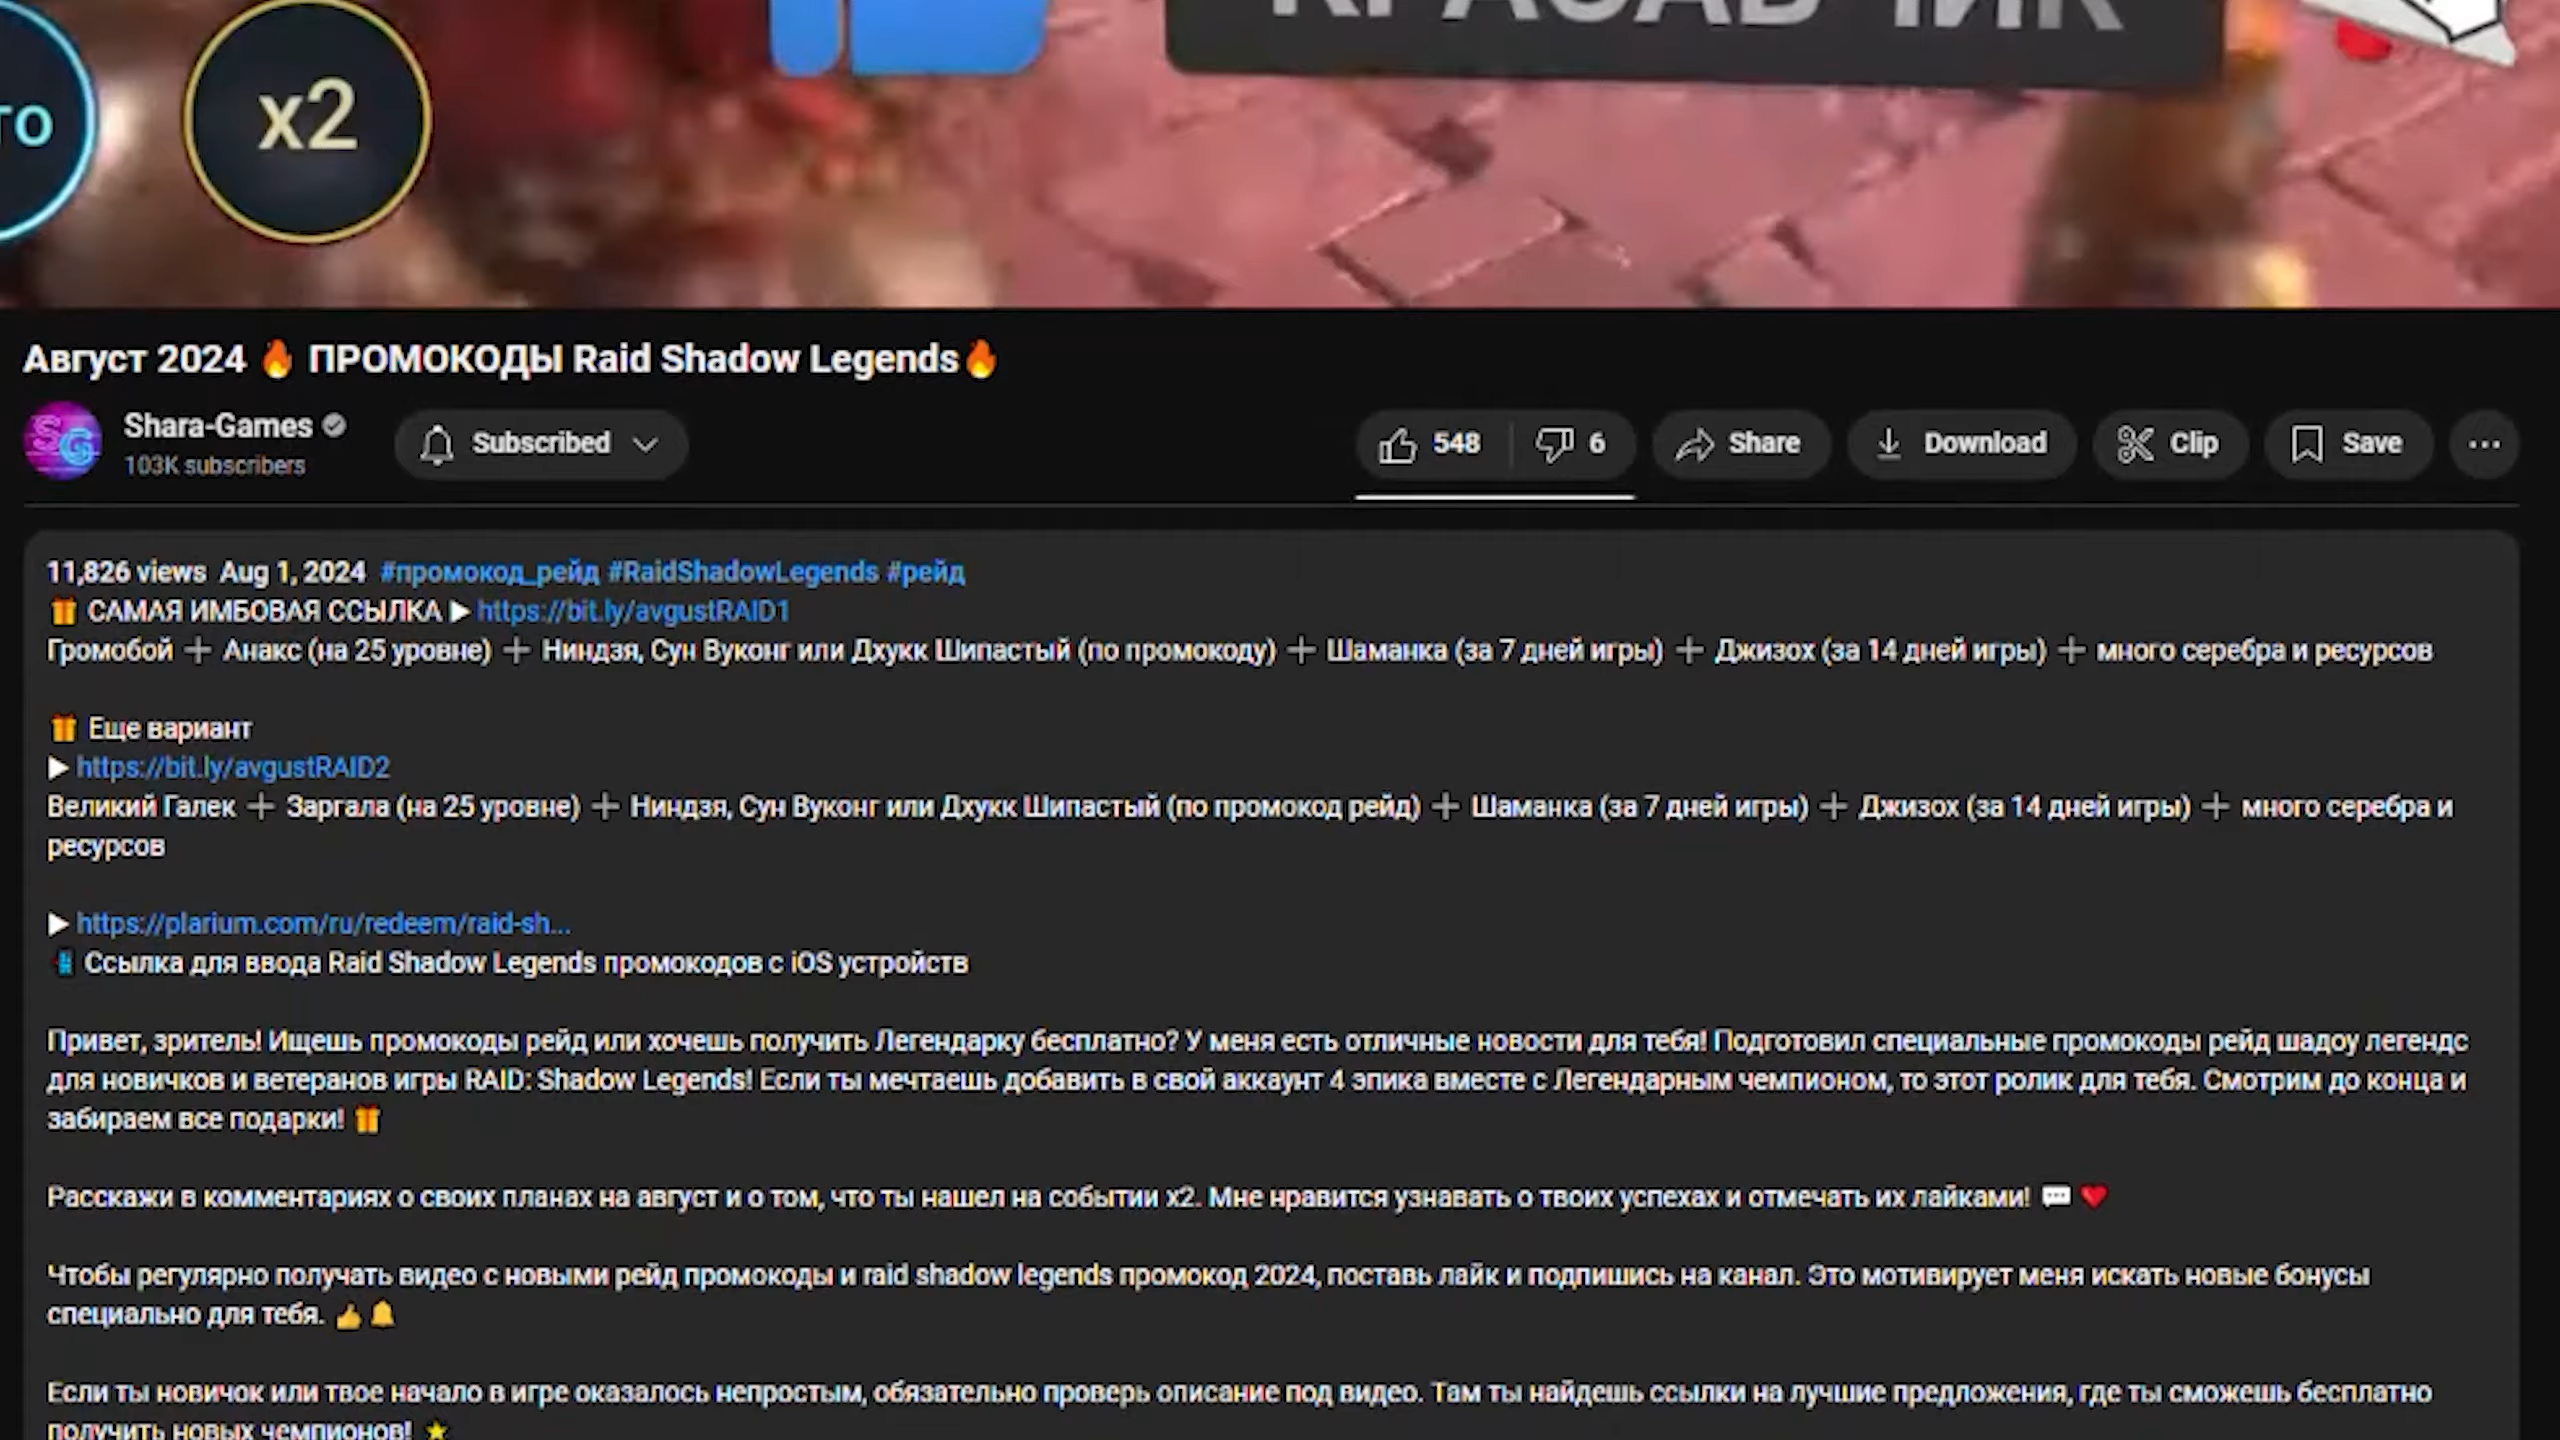 го
x2
КРАСАВЧИК
Август 2024 🔥 ПРОМОКОДЫ Raid Shadow Legends🔥
Shara-Games
103K subscribers
Subscribed
548
6
Share
Download
Clip
Save
11,826 views Aug 1, 2024 #промокод_рейд #RaidShadowLegends #рейд
🎁 САМАЯ ИМБОВАЯ ССЫЛКА ▶ https://bit.ly/avgustRAID1
Громобой ➕ Анакс (на 25 уровне) ➕ Ниндзя, Сун Вуконг или Дхукк Шипастый (по промокоду) ➕ Шаманка (за 7 дней игры) ➕ Джизох (за 14 дней игры) ➕ много серебра и ресурсов
🎁 Еще вариант
▶ https://bit.ly/avgustRAID2
Великий Галек ➕ Заргала (на 25 уровне) ➕ Ниндзя, Сун Вуконг или Дхукк Шипастый (по промокод рейд) ➕ Шаманка (за 7 дней игры) ➕ Джизох (за 14 дней игры) ➕ много серебра и
ресурсов
▶ https://plarium.com/ru/redeem/raid-sh...
📲 Ссылка для ввода Raid Shadow Legends промокодов с iOS устройств
Привет, зритель! Ищешь промокоды рейд или хочешь получить Легендарку бесплатно? У меня есть отличные новости для тебя! Подготовил специальные промокоды рейд шадоу легендс
для новичков и ветеранов игры RAID: Shadow Legends! Если ты мечтаешь добавить в свой аккаунт 4 эпика вместе с Легендарным чемпионом, то этот ролик для тебя. Смотрим до конца и
забираем все подарки! 🎁
Расскажи в комментариях о своих планах на август и о том, что ты нашел на событии х2. Мне нравится узнавать о твоих успехах и отмечать их лайками! 💬 ❤️
Чтобы регулярно получать видео с новыми рейд промокоды и raid shadow legends промокод 2024, поставь лайк и подпишись на канал. Это мотивирует меня искать новые бонусы
специально для тебя. 👍🔔
Если ты новичок или твое начало в игре оказалось непростым, обязательно проверь описание под видео. Там ты найдешь ссылки на лучшие предложения, где ты сможешь бесплатно
получить новых чемпионов! ⭐